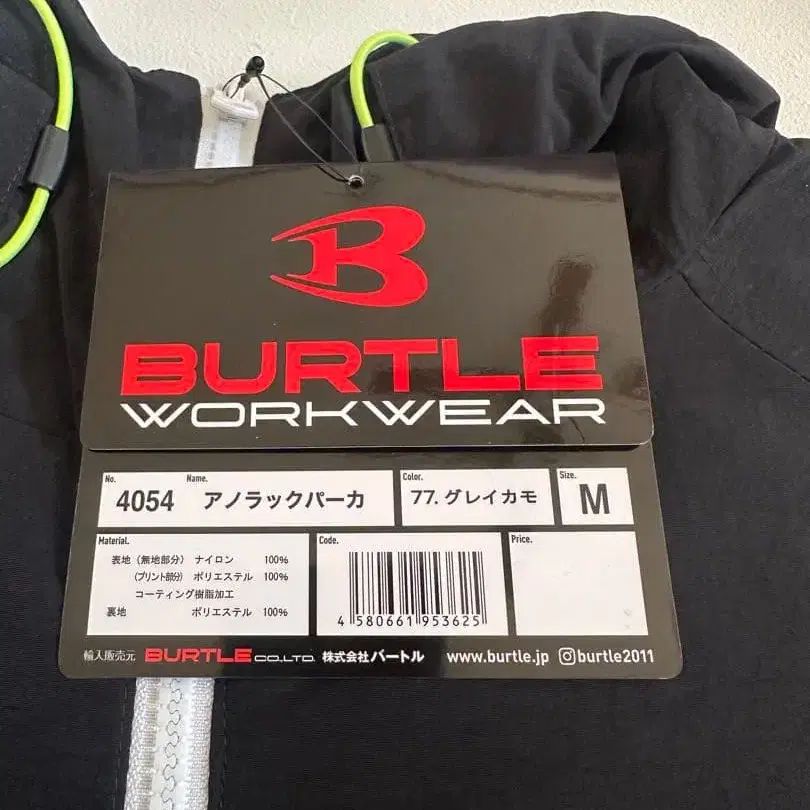 B
BURTLE
WORKWEAR
No. Name. Color. Size.
4054 アノラックパーカ 77. グレイカモ M
Material. Code. Price.
表地 (無地部分) ナイロン 100%
(プリント部分) ポリエステル 100%
コーティング樹脂加工
裏地 ポリエステル 100%
4 580661 953625
輸入販売元 BURTLE CO.LTD. 株式会社バートル www.burtle.jp burtle2011